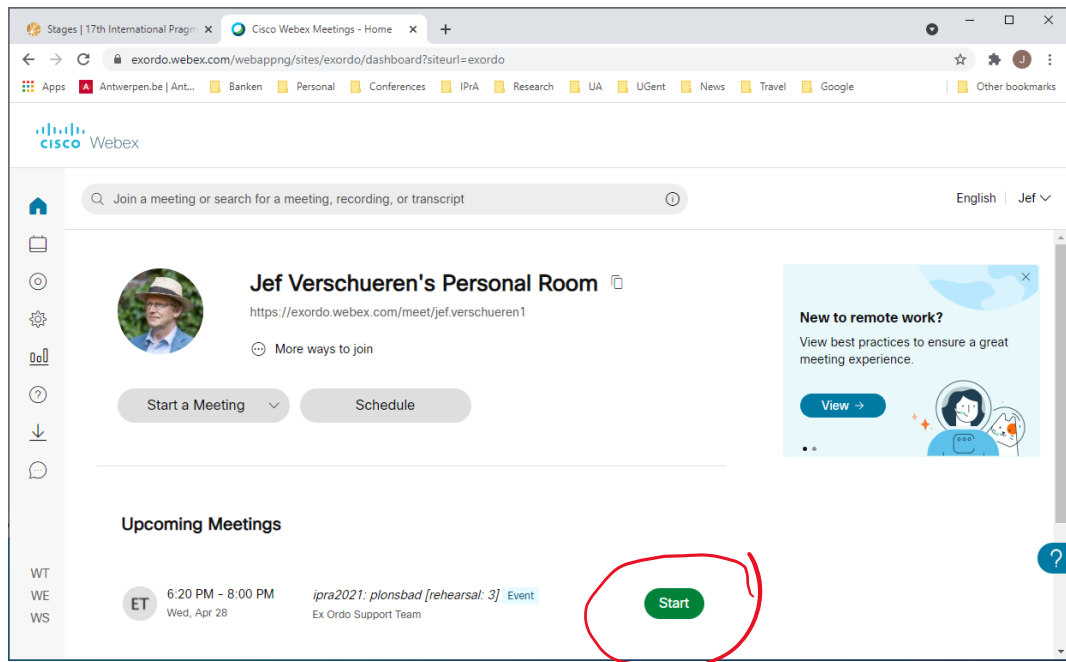 Stages | 17th International Pragm
Cisco Webex Meetings - Home
exordo.webex.com/webappng/sites/exordo/dashboard?siteurl=exordo
J
Apps
Antwerpen.be | Ant...
Banken
Personal
Conferences
IPrA
Research
UA
UGent
News
Travel
Google
Other bookmarks
CISCO Webex
Join a meeting or search for a meeting, recording, or transcript
English
Jef
Jef Verschueren's Personal Room
https://exordo.webex.com/meet/jef.verschueren1
More ways to join
Start a Meeting
Schedule
New to remote work?
View best practices to ensure a great
meeting experience.
View →
Upcoming Meetings
WT
WE
WS
ET
6:20 PM - 8:00 PM
Wed, Apr 28
ipra2021: plonsbad [rehearsal: 3] Event
Ex Ordo Support Team
Start
?